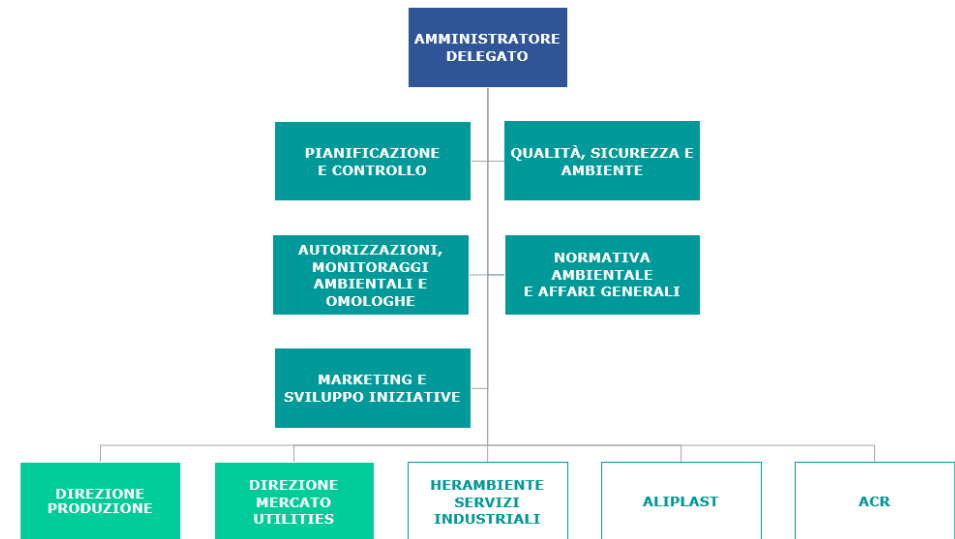 AMMINISTRATORE
DELEGATO
PIANIFICAZIONE
E CONTROLLO
QUALITÀ, SICUREZZA E
AMBIENTE
AUTORIZZAZIONI,
MONITORAGGI
AMBIENTALI E
OMOLOGHE
NORMATIVA
AMBIENTALE
E AFFARI GENERALI
MARKETING E
SVILUPPO INIZIATIVE
DIREZIONE
PRODUZIONE
DIREZIONE
MERCATO
UTILITIES
HERAMBIENTE
SERVIZI
INDUSTRIALI
ALIPLAST
ACR